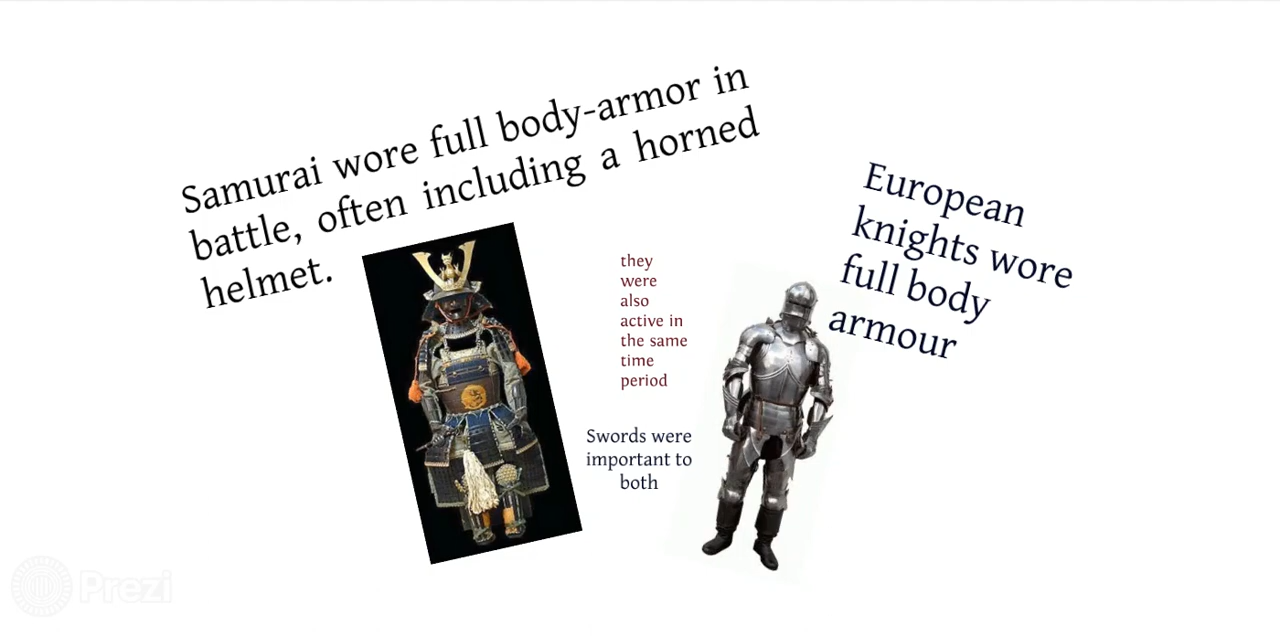 Samurai wore full body-armor in
battle, often including a horned
helmet.
European
knights wore
full body
armour
they
were
also
active in
the same
time
period
Swords were
important to
both
Prezi